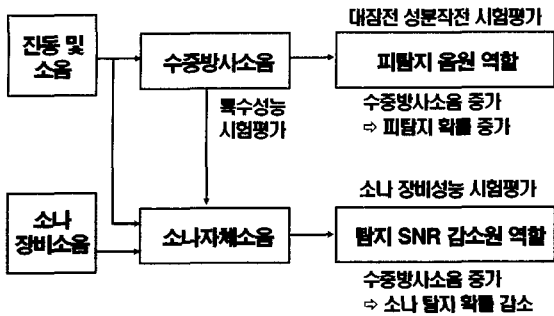 대잠전 성분작전 시험평가
진동 및
소음
수중방사소음
피탐지 음원 역할
특수성능
시험평가
수중방사소음 증가
⇨ 피탐지 확률 증가
소나 장비성능 시험평가
소나
장비소음
소나자체소음
탐지 SNR 감소원 역할
수중방사소음 증가
⇨ 소나 탐지 확률 감소